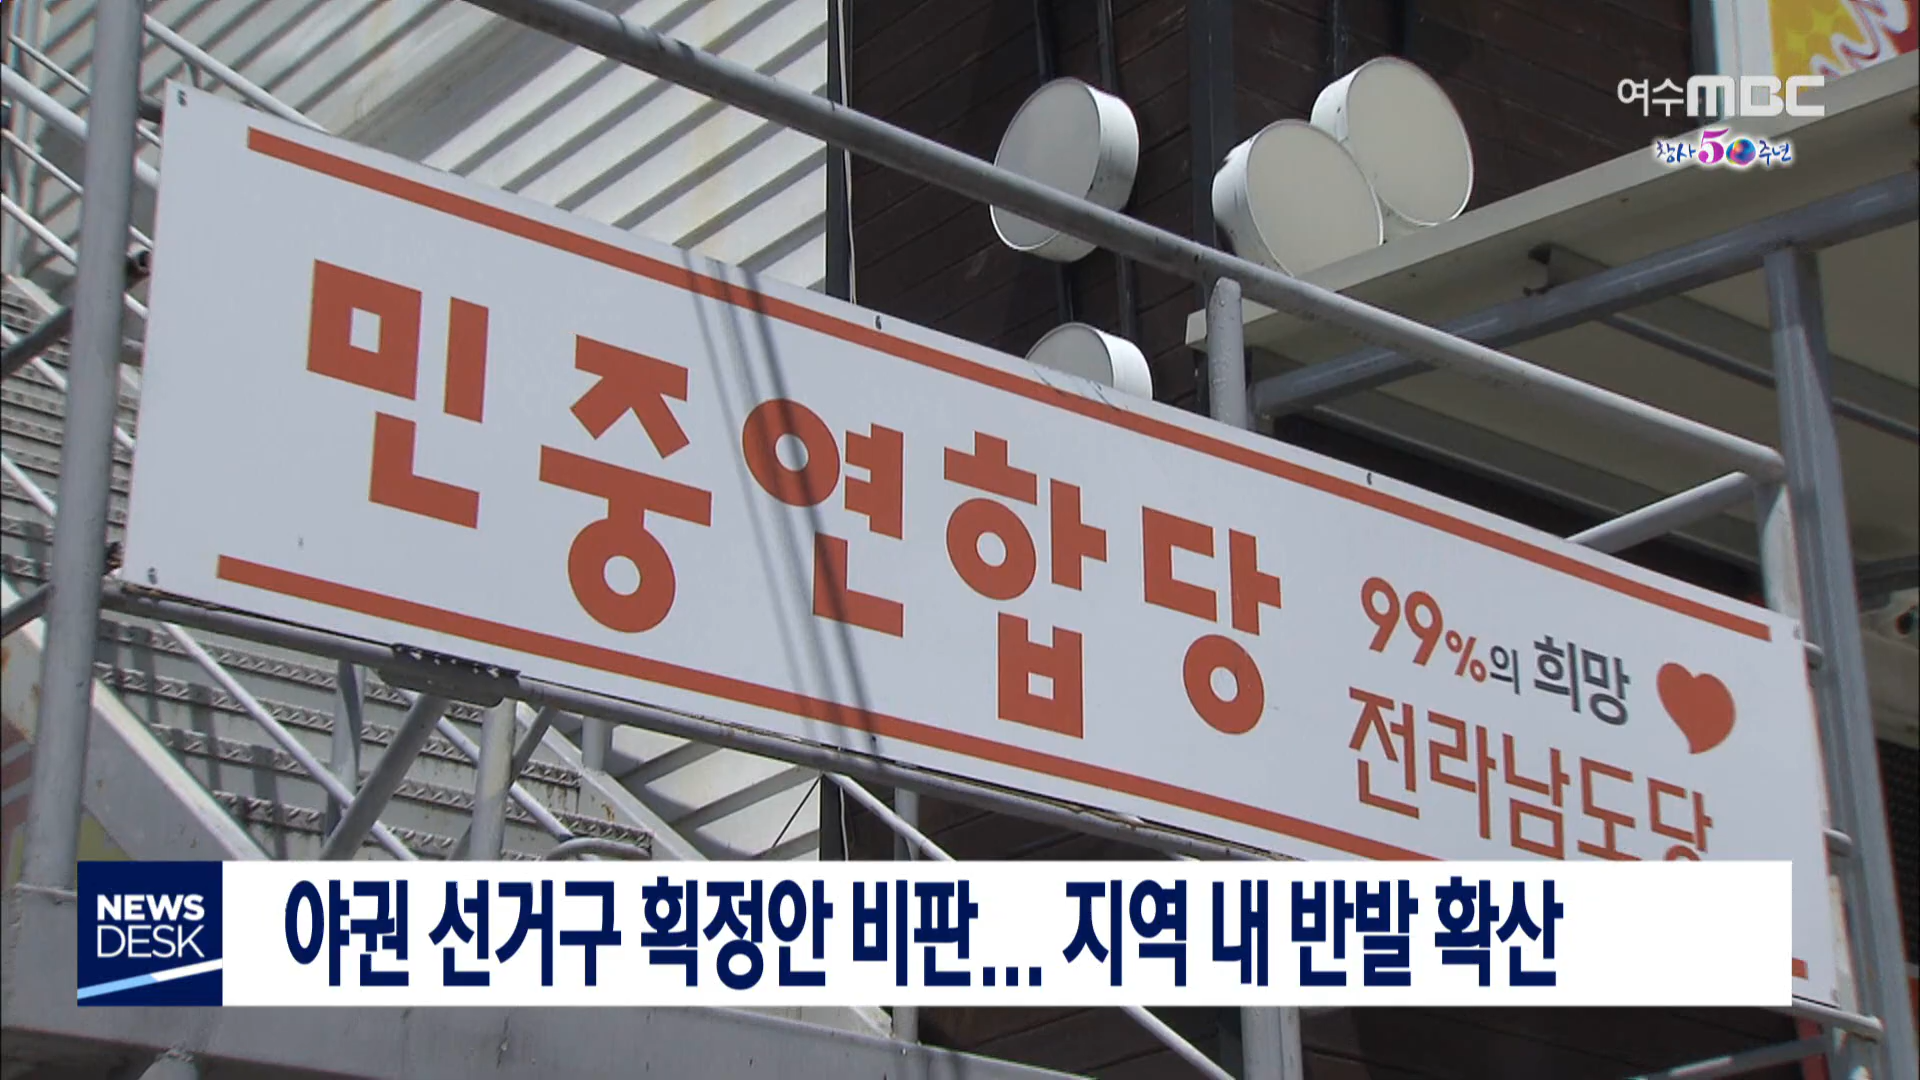 여수MBC
창사50주년
민중연합당
99%의 희망
전라남도당
NEWS
DESK
야권 선거구 획정안 비판... 지역 내 반발 확산